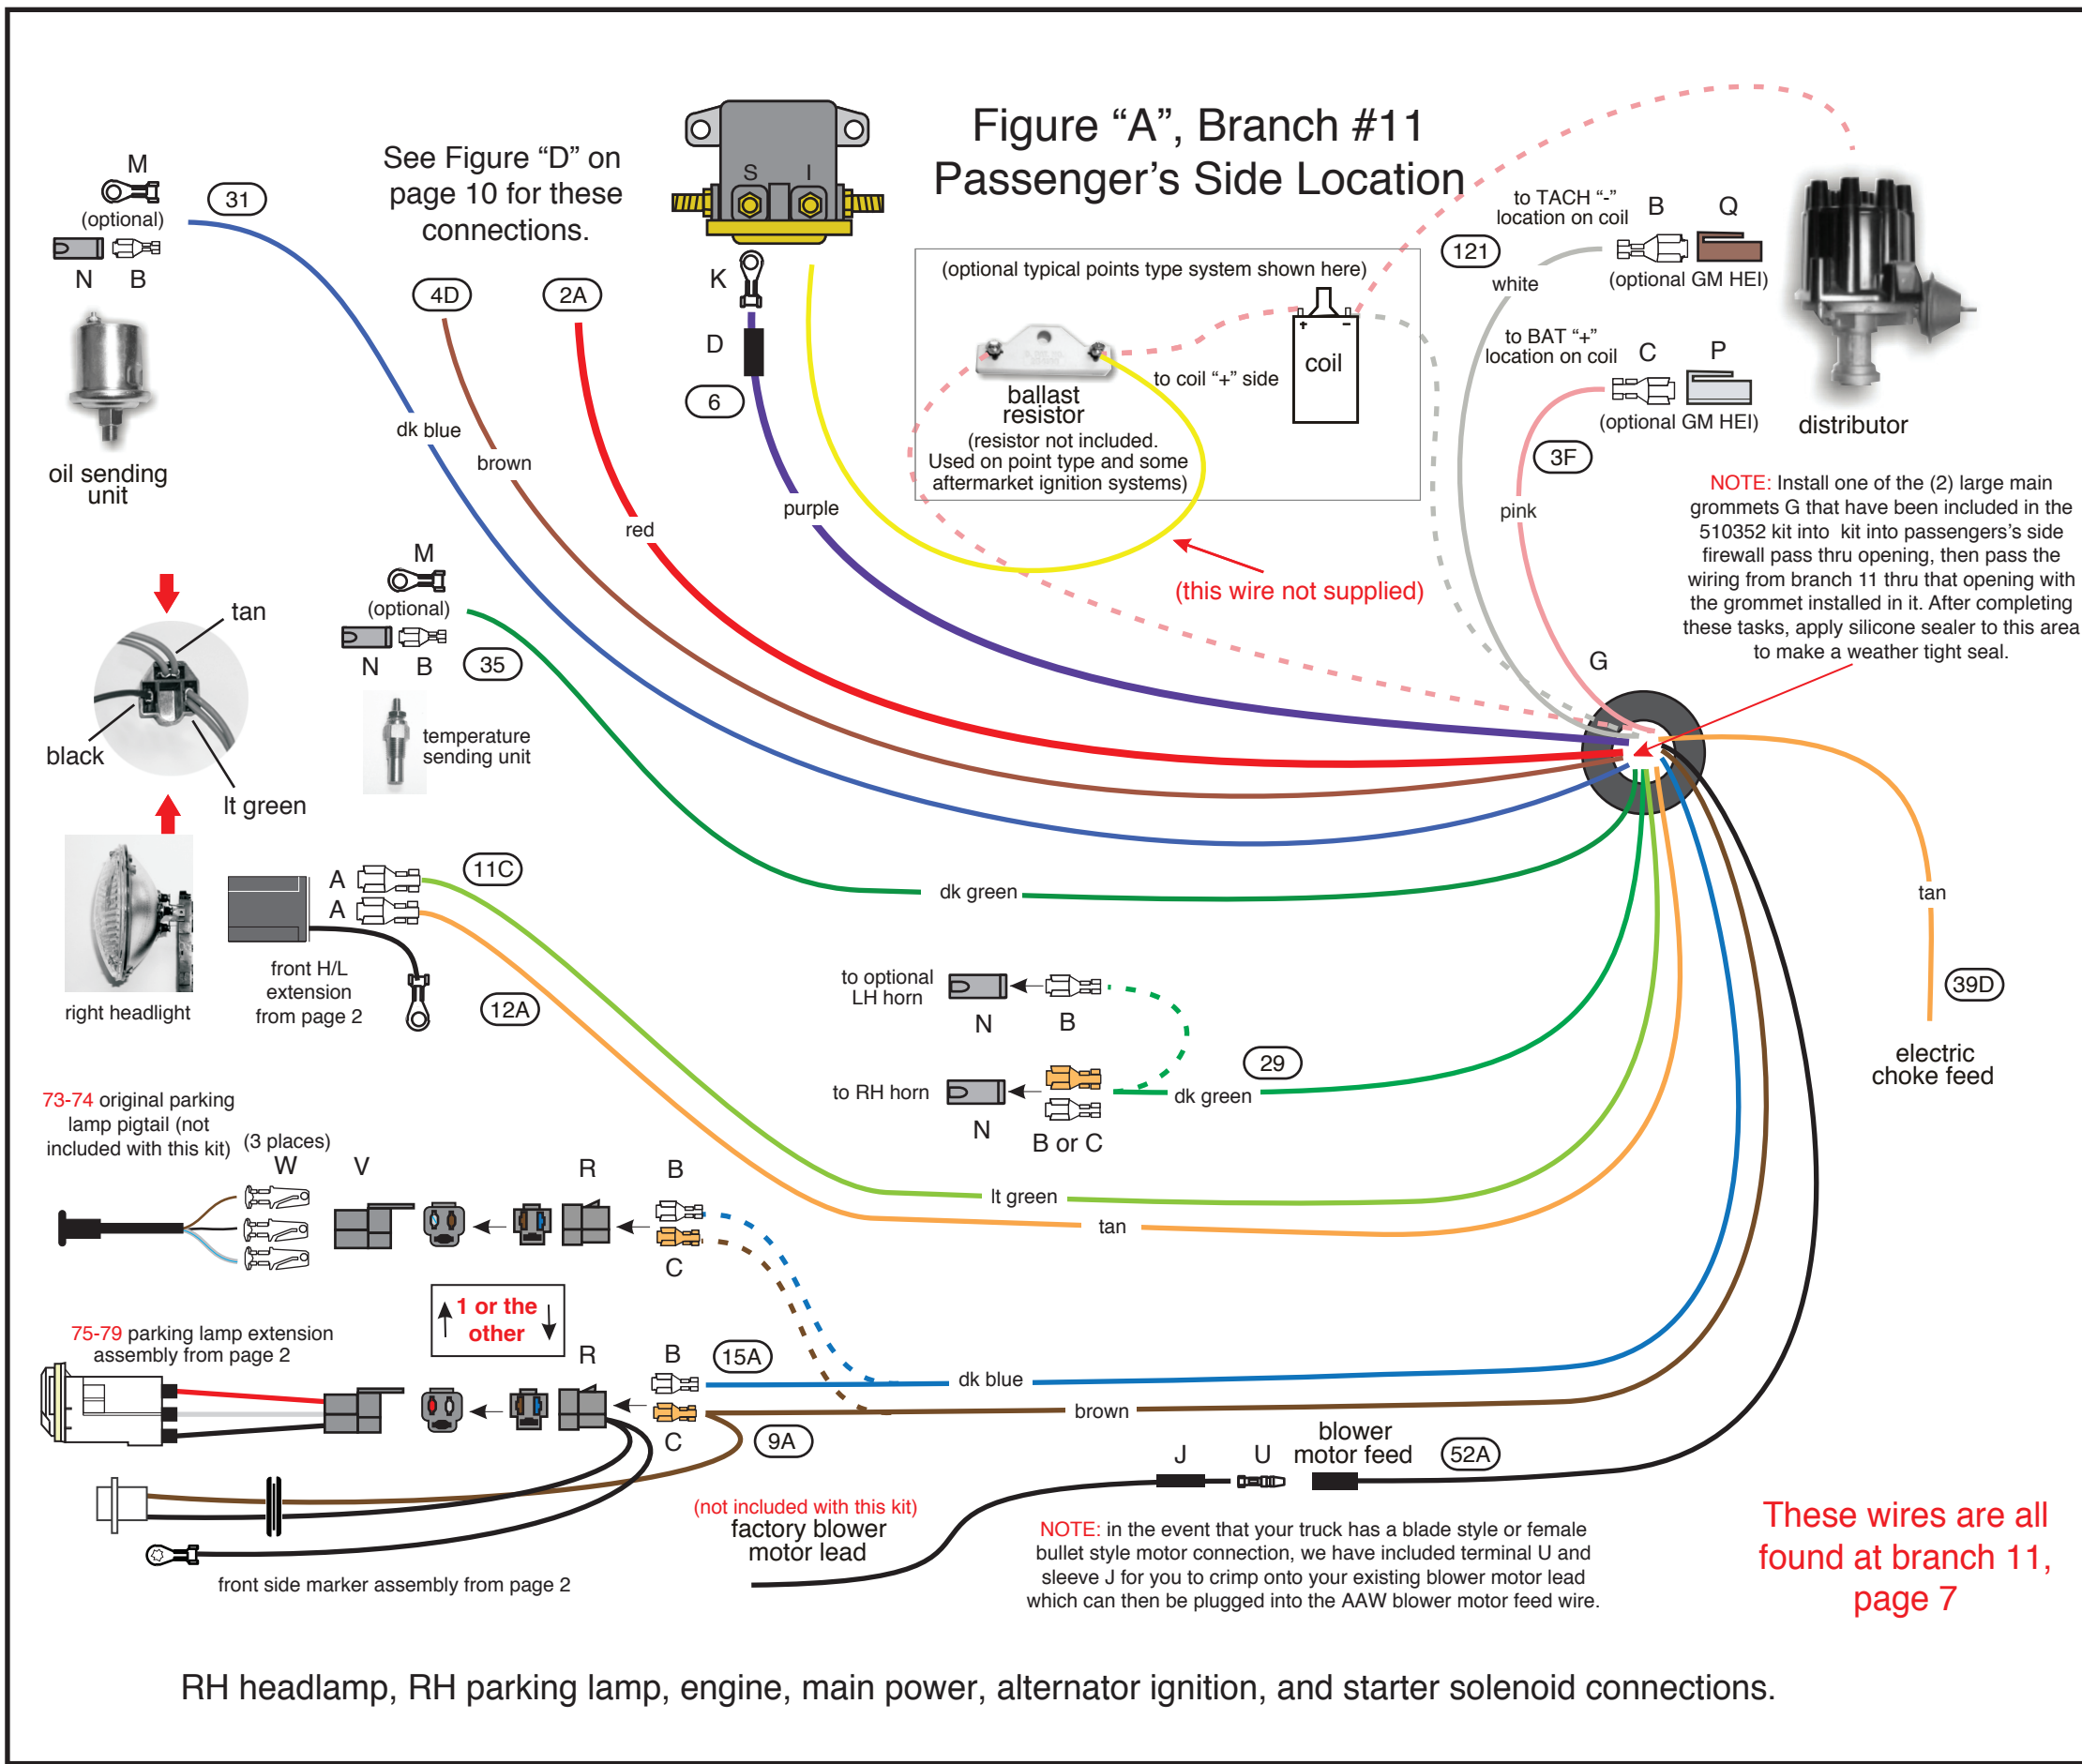 Figure “A”, Branch #11
Passenger’s Side Location
M
(optional)
31
N
B
oil sending
unit
See Figure “D” on
page 10 for these
connections.
4D
2A
S
I
K
D
6
dk blue
brown
red
purple
(optional typical points type system shown here)
+
-
coil
to coil “+” side
ballast
resistor
(resistor not included.
Used on point type and some
aftermarket ignition systems)
(this wire not supplied)
to TACH “-”
location on coil
B
Q
121
white
(optional GM HEI)
to BAT “+”
location on coil
C
P
(optional GM HEI)
3F
pink
distributor
NOTE: Install one of the (2) large main
grommets G that have been included in the
510352 kit into kit into passengers’s side
firewall pass thru opening, then pass the
wiring from branch 11 thru that opening with
the grommet installed in it. After completing
these tasks, apply silicone sealer to this area
to make a weather tight seal.
G
tan
black
lt green
M
(optional)
N
B
35
temperature
sending unit
right headlight
A
A
11C
12A
front H/L
extension
from page 2
dk green
tan
39D
electric
choke feed
to optional
LH horn
N
B
29
to RH horn
dk green
N
B or C
lt green
tan
73-74 original parking
lamp pigtail (not
included with this kit)
(3 places)
W
V
R
B
C
1 or the
other
75-79 parking lamp extension
assembly from page 2
R
B
15A
dk blue
brown
C
9A
front side marker assembly from page 2
J
U
blower
motor feed
52A
(not included with this kit)
factory blower
motor lead
NOTE: in the event that your truck has a blade style or female
bullet style motor connection, we have included terminal U and
sleeve J for you to crimp onto your existing blower motor lead
which can then be plugged into the AAW blower motor feed wire.
These wires are all
found at branch 11,
page 7
RH headlamp, RH parking lamp, engine, main power, alternator ignition, and starter solenoid connections.